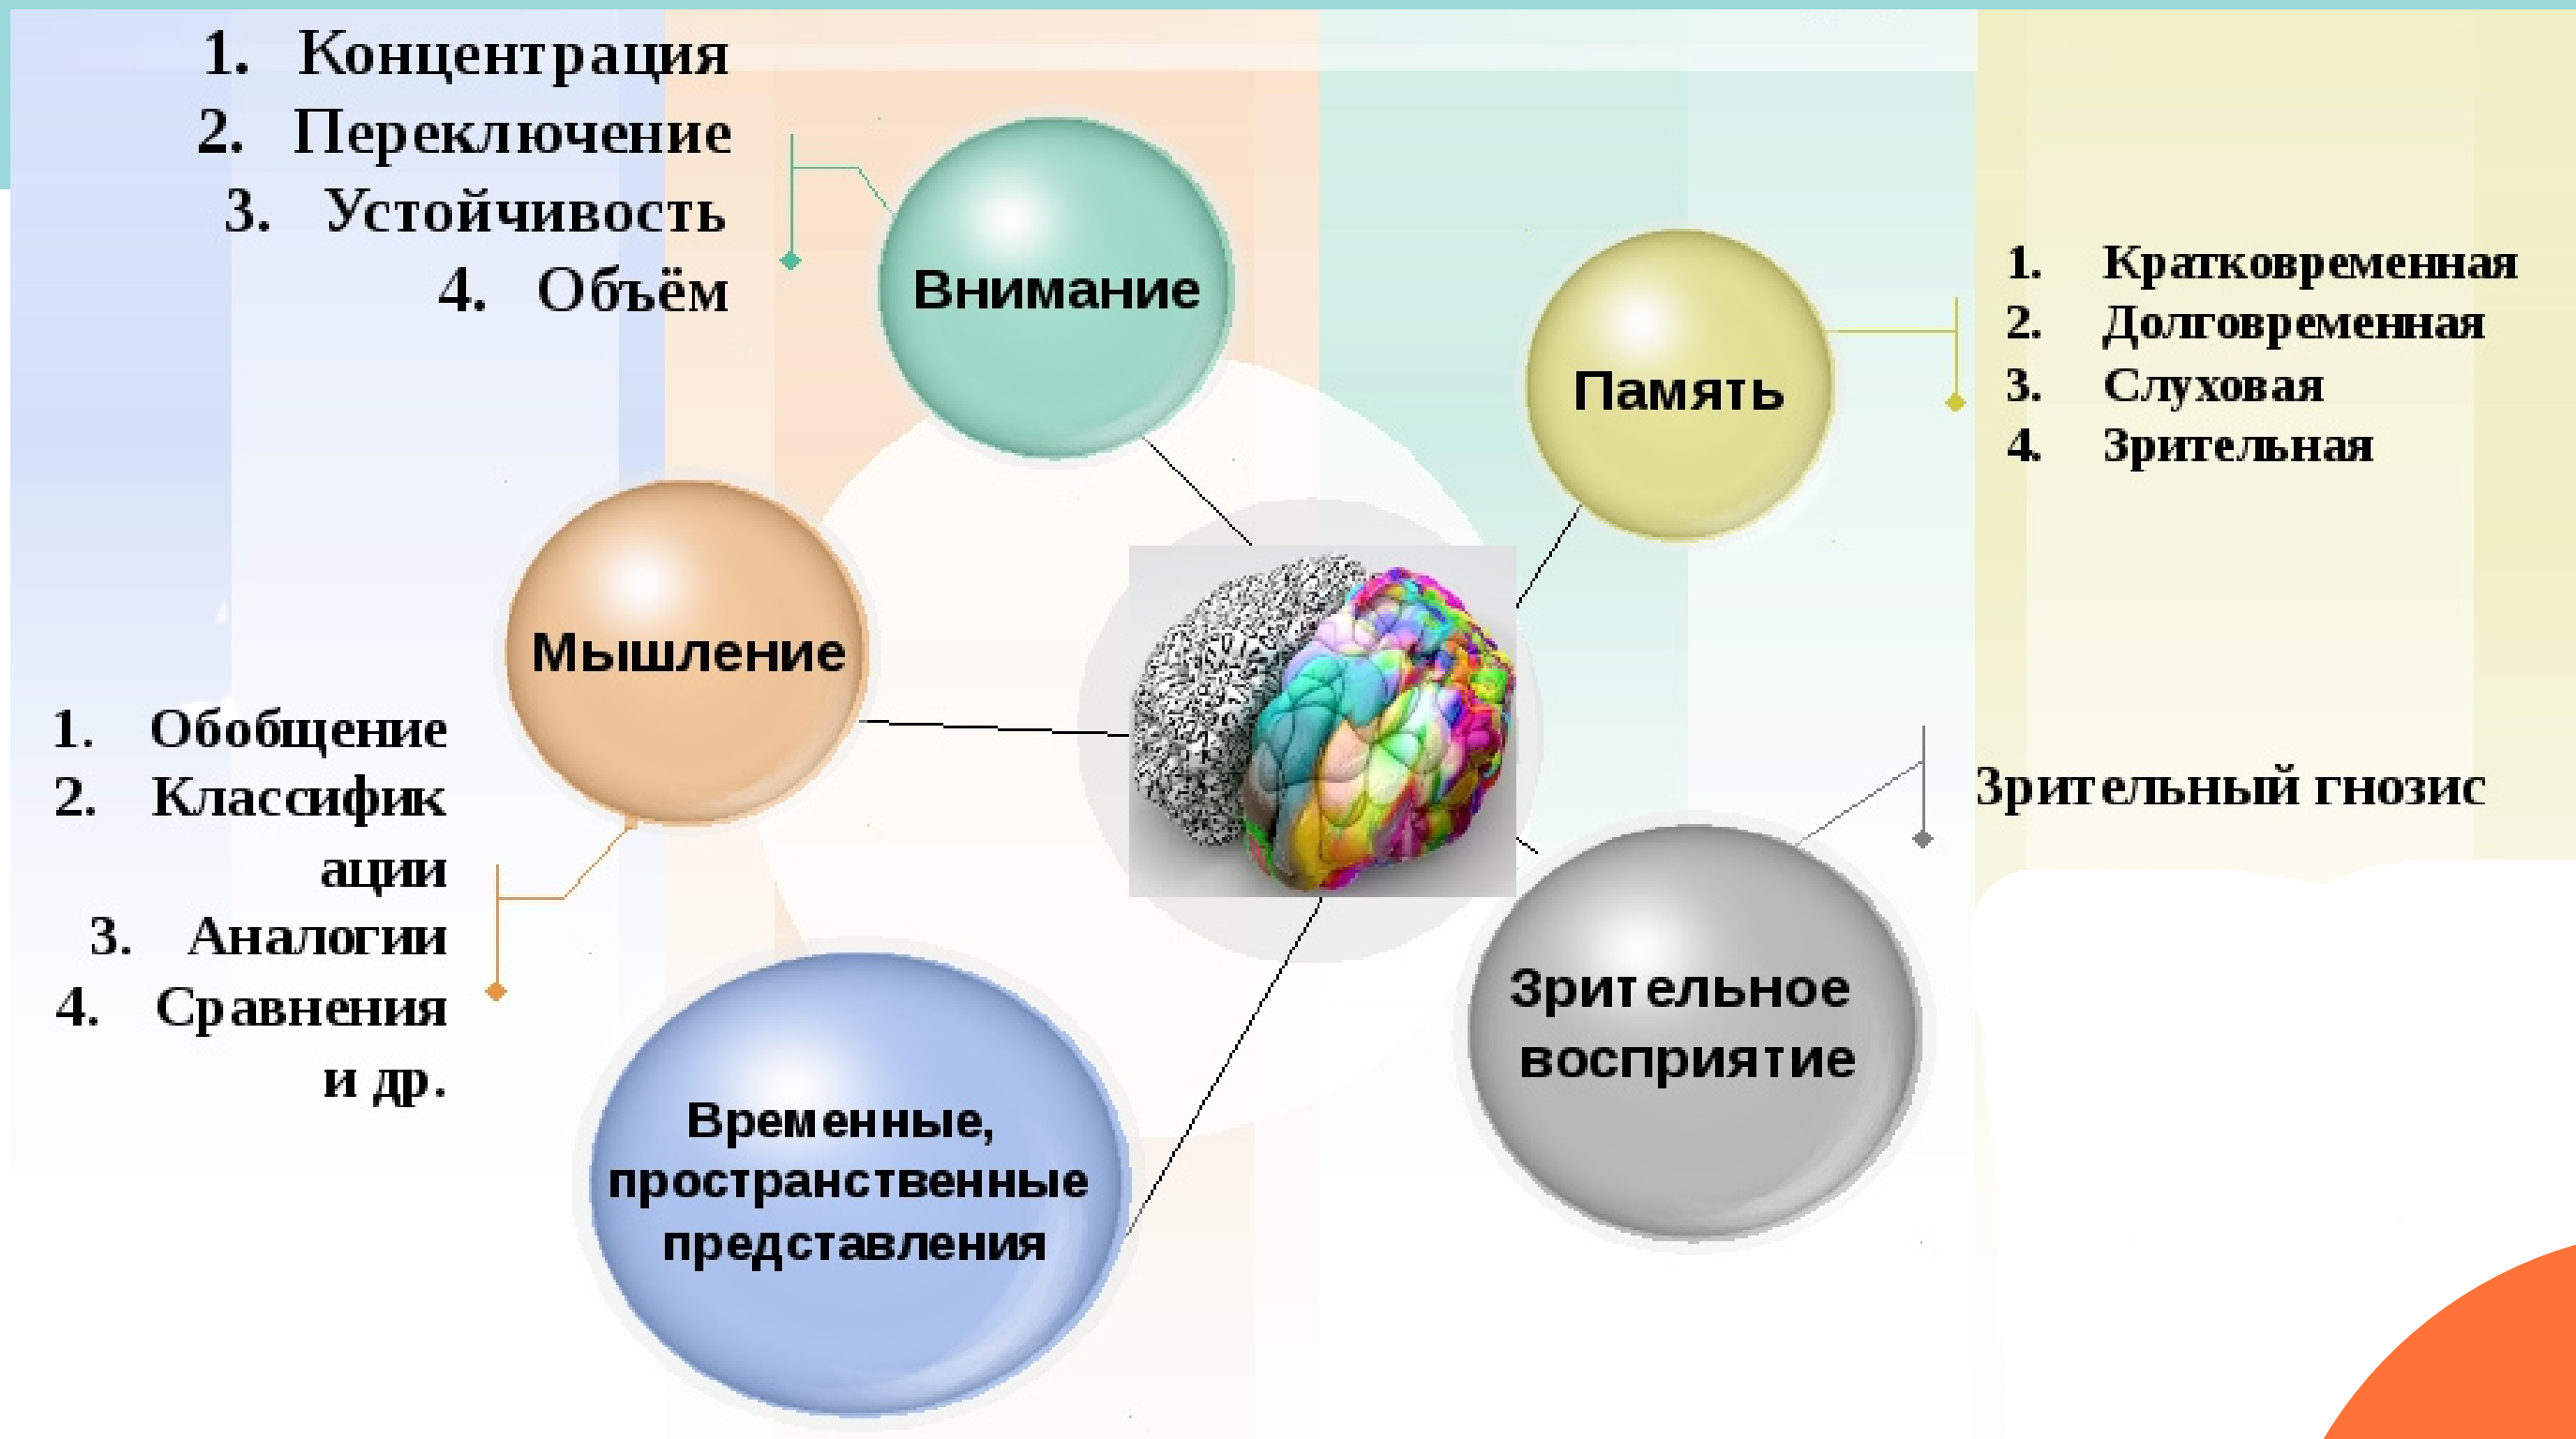 1. Концентрация
2. Переключение
3. Устойчивость
4. Объём
Внимание
Память
1. Кратковременная
2. Долговременная
3. Слуховая
4. Зрительная
Мышление
1. Обобщение
2. Классифик
ации
3. Аналогии
4. Сравнения
и др.
Зрительный гнозис
Зрительное
восприятие
Временные,
пространственные
представления